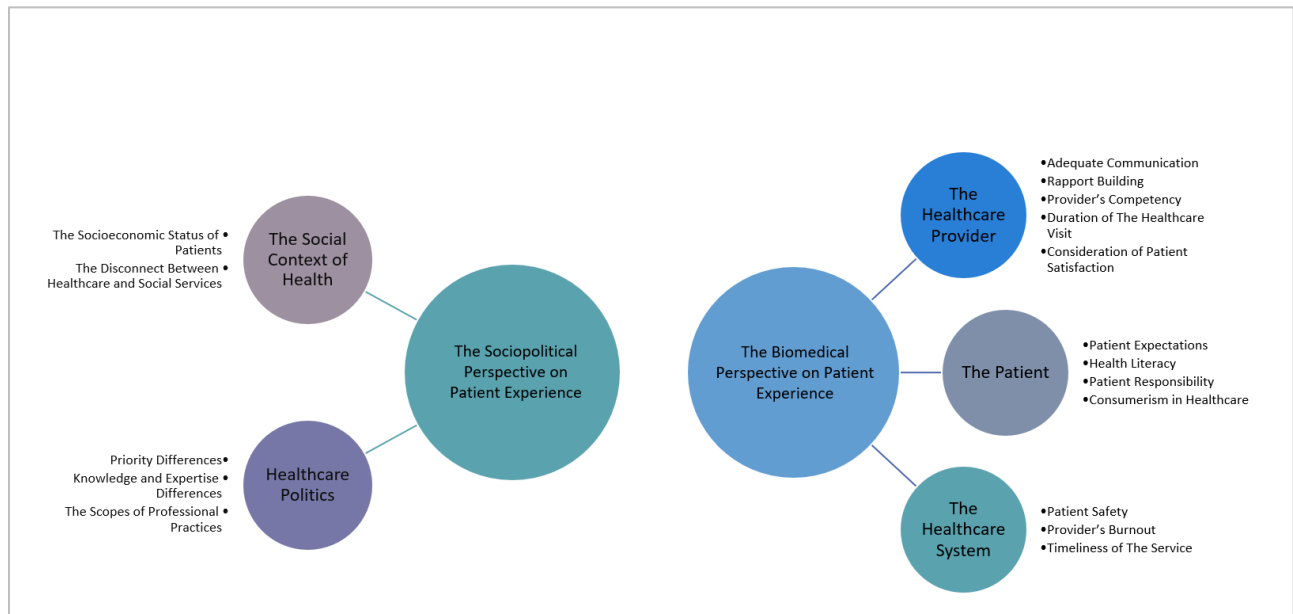 The Socioeconomic Status of •
Patients
The Disconnect Between •
Healthcare and Social Services
The Social
Context of
Health
Priority Differences•
Knowledge and Expertise •
Differences
The Scopes of Professional •
Practices
Healthcare
Politics
The Sociopolitical
Perspective on
Patient Experience
The Biomedical
Perspective on Patient
Experience
The
Healthcare
Provider
•Adequate Communication
•Rapport Building
•Provider's Competency
•Duration of The Healthcare
Visit
•Consideration of Patient
Satisfaction
The Patient
•Patient Expectations
•Health Literacy
•Patient Responsibility
•Consumerism in Healthcare
The
Healthcare
System
•Patient Safety
•Provider's Burnout
•Timeliness of The Service